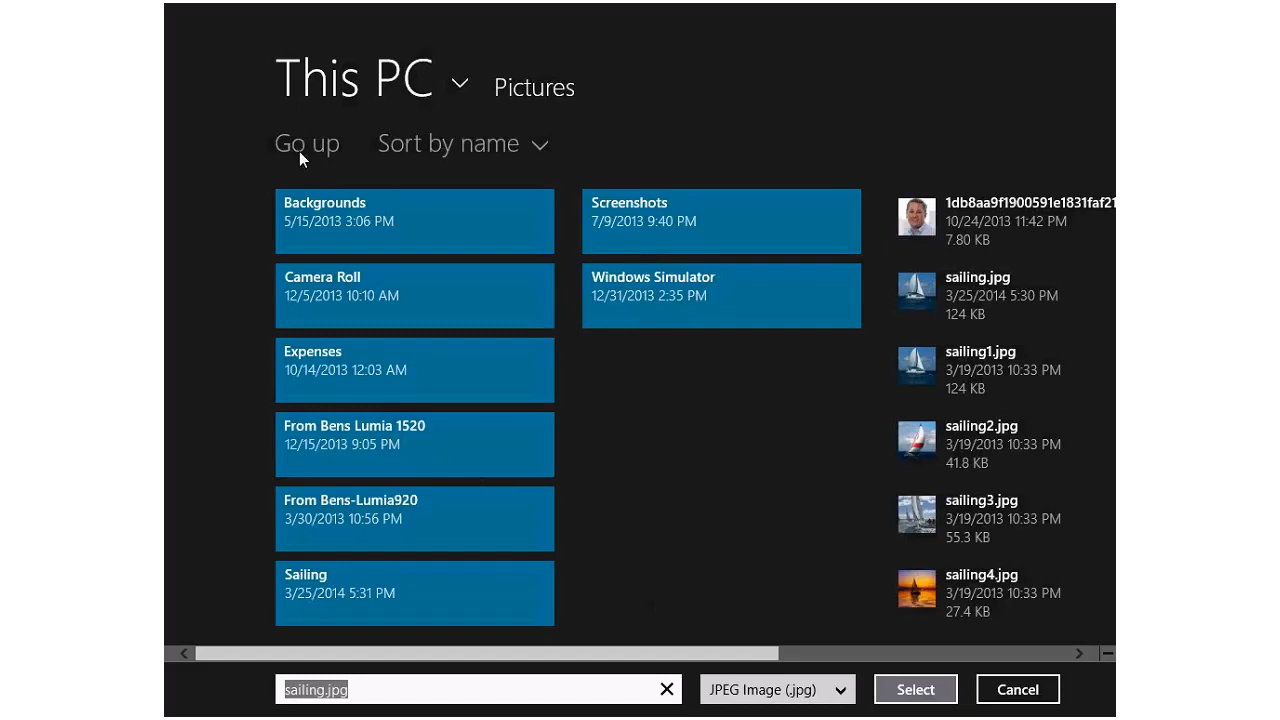 This PC Pictures
Go up Sort by name
Backgrounds
5/15/2013 3:06 PM
Camera Roll
12/5/2013 10:10 AM
Expenses
10/14/2013 12:03 AM
From Bens Lumia 1520
12/15/2013 9:05 PM
From Bens-Lumia920
3/30/2013 10:56 PM
Sailing
3/25/2014 5:31 PM
Screenshots
7/9/2013 9:40 PM
Windows Simulator
12/31/2013 2:35 PM
1db8aa9f1900591e1831faf21
10/24/2013 11:42 PM
7.80 KB
sailing.jpg
3/25/2014 5:30 PM
124 KB
sailing1.jpg
3/19/2013 10:33 PM
124 KB
sailing2.jpg
3/19/2013 10:33 PM
41.8 KB
sailing3.jpg
3/19/2013 10:33 PM
55.3 KB
sailing4.jpg
3/19/2013 10:33 PM
27.4 KB
sailing.jpg JPEG Image (.jpg) Select Cancel